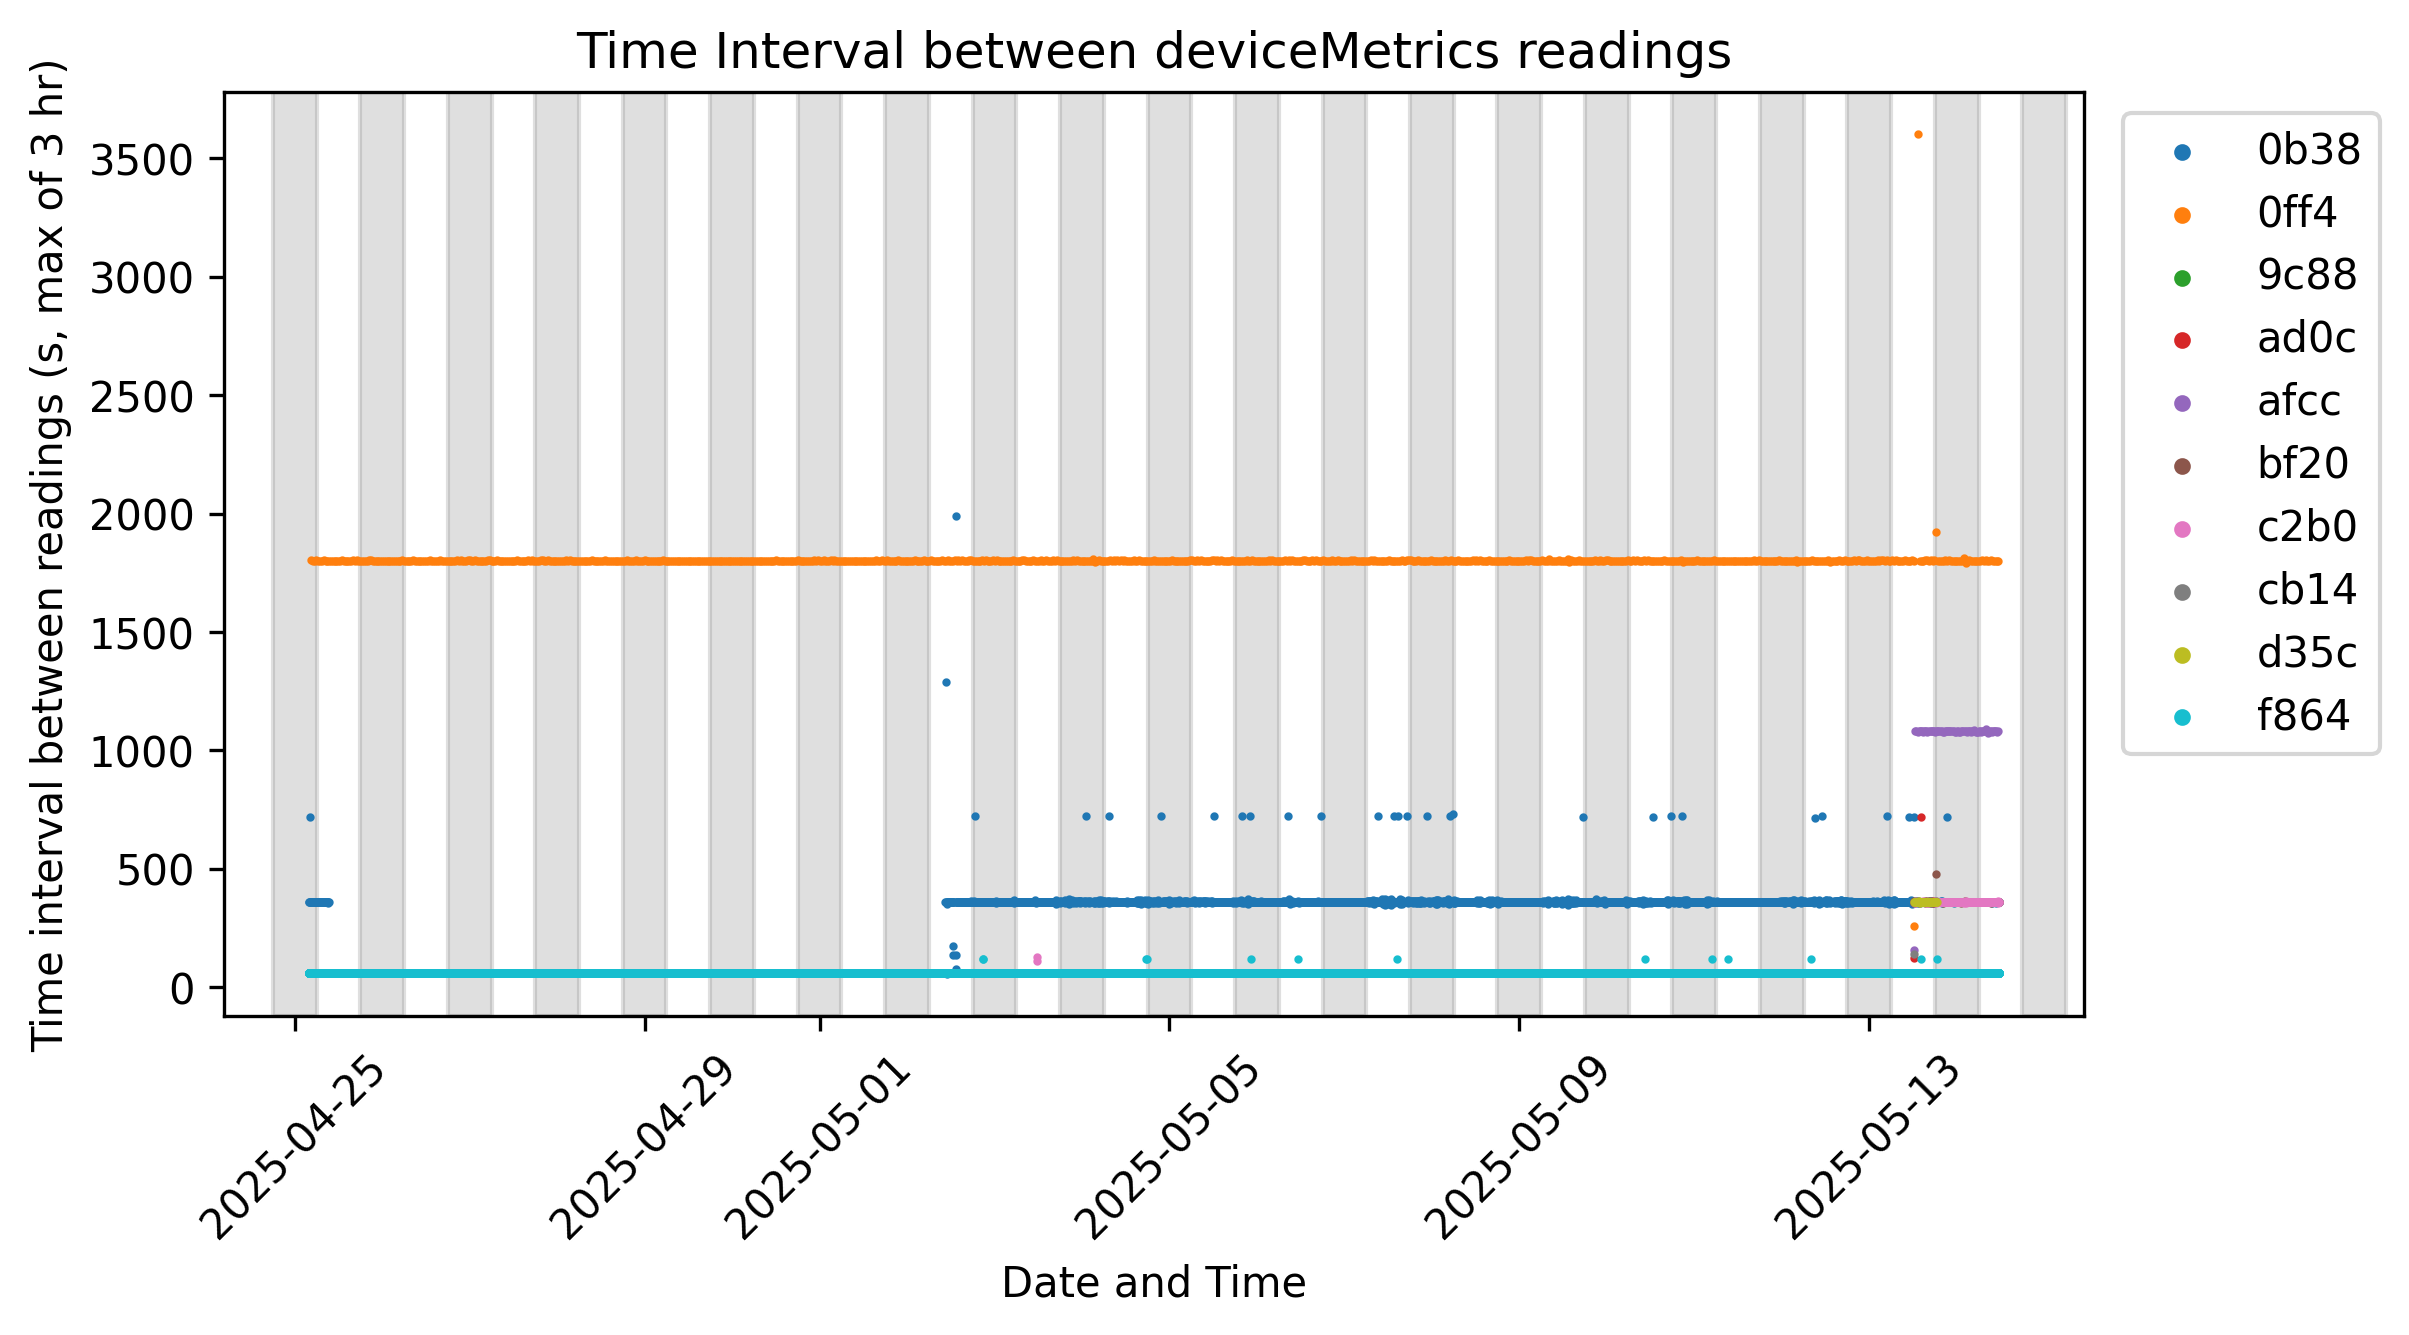 Time Interval between deviceMetrics readings
Time interval between readings (s, max of 3 hr)
3500
3000
2500
2000
1500
1000
500
0
2025-04-25
2025-04-29
2025-05-01
2025-05-05
2025-05-09
2025-05-13
Date and Time
0b38
0ff4
9c88
ad0c
afcc
bf20
c2b0
cb14
d35c
f864